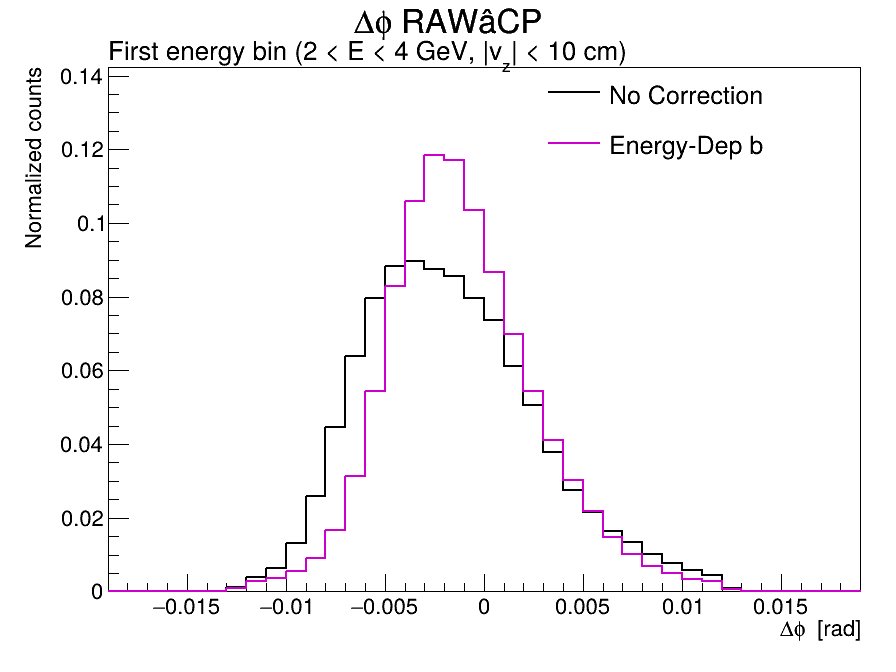 Δϕ RAWâCP
First energy bin (2 < E < 4 GeV, |v_z| < 10 cm)
Normalized counts
No Correction
Energy-Dep b
0.14
0.12
0.1
0.08
0.06
0.04
0.02
0
−0.015 −0.01 −0.005 0 0.005 0.01 0.015
Δϕ [rad]